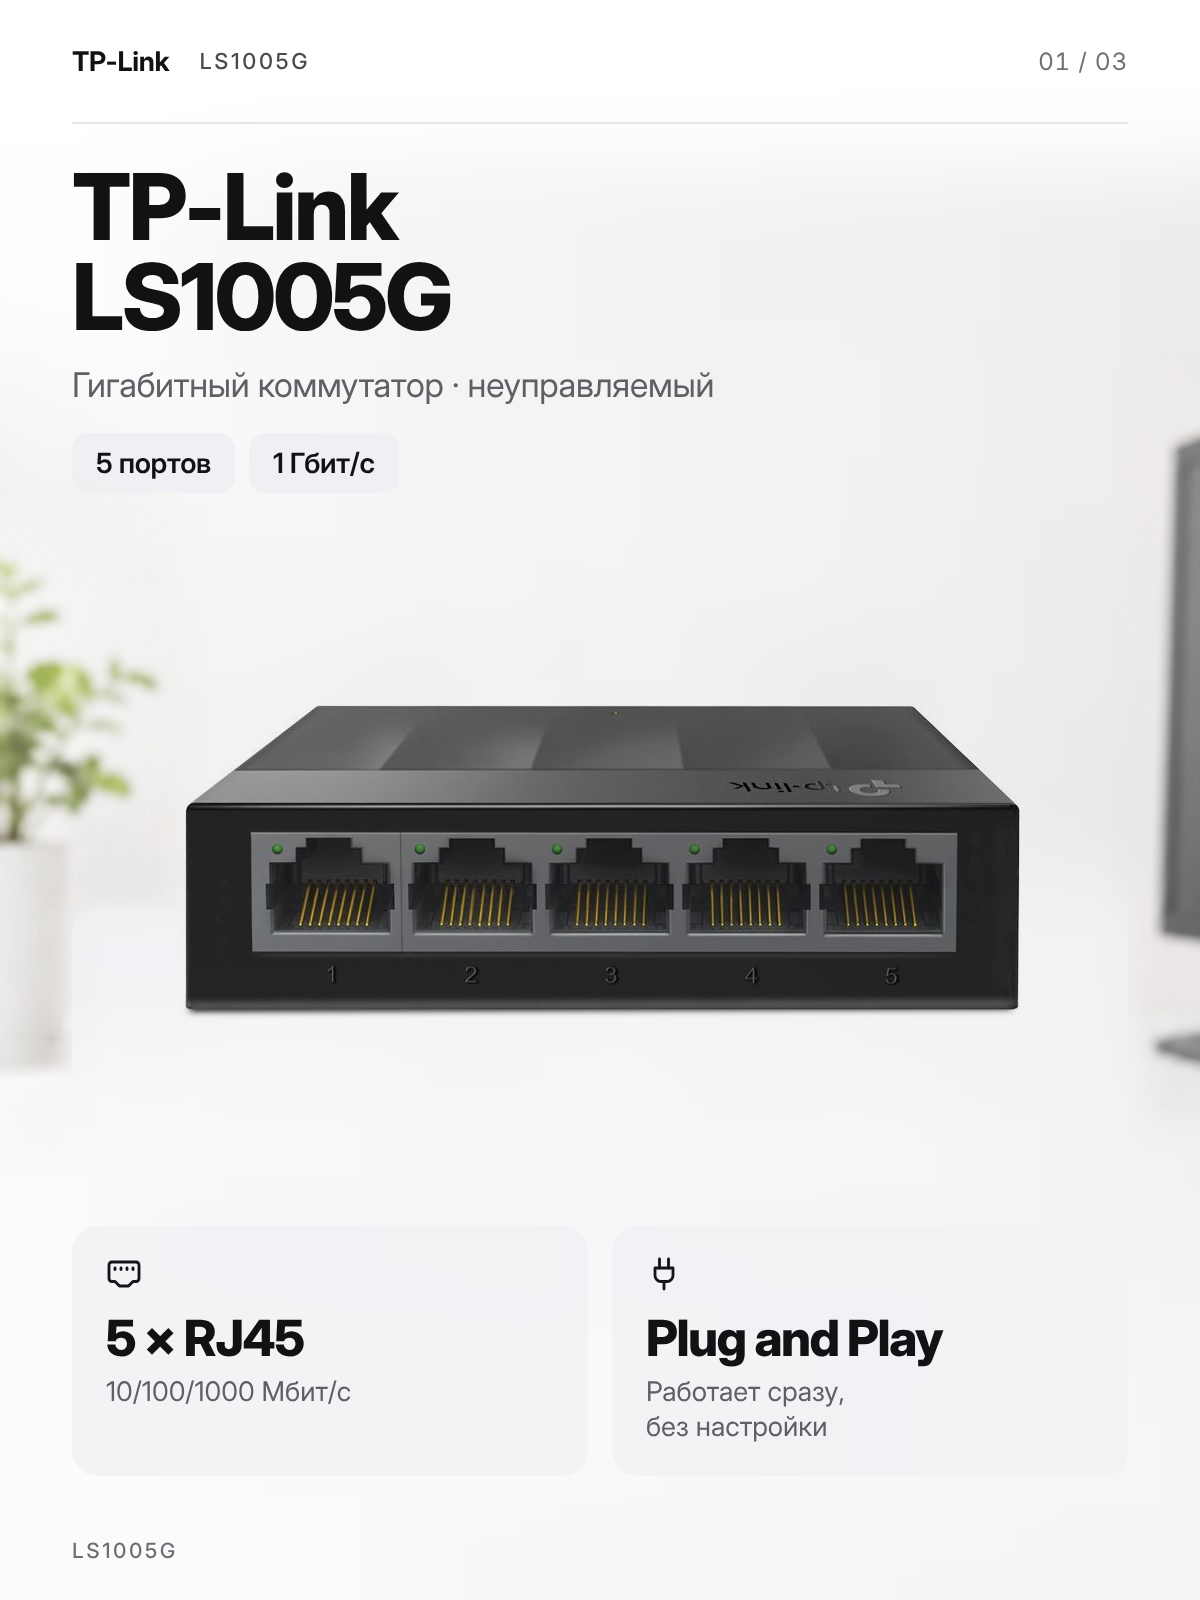 TP-Link LS1005G 01 / 03
TP-Link
LS1005G
Гигабитный коммутатор · неуправляемый
5 портов 1 Гбит/с
tp-link
1 2 3 4 5
5 × RJ45
10/100/1000 Мбит/с
Plug and Play
Работает сразу,
без настройки
LS1005G